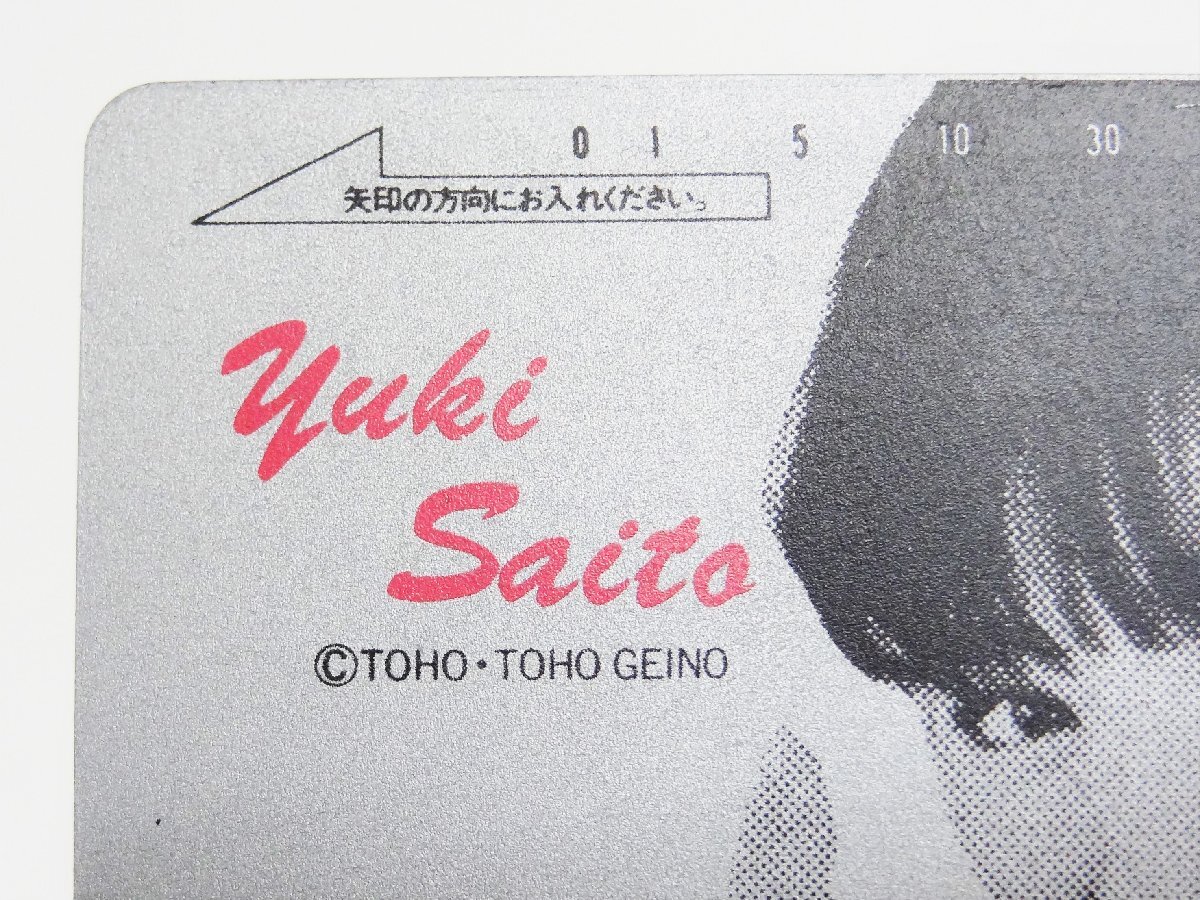 0 1 5 10 30
矢印の方向にお入れください。
Yuki
Saito
©TOHO・TOHO GEINO